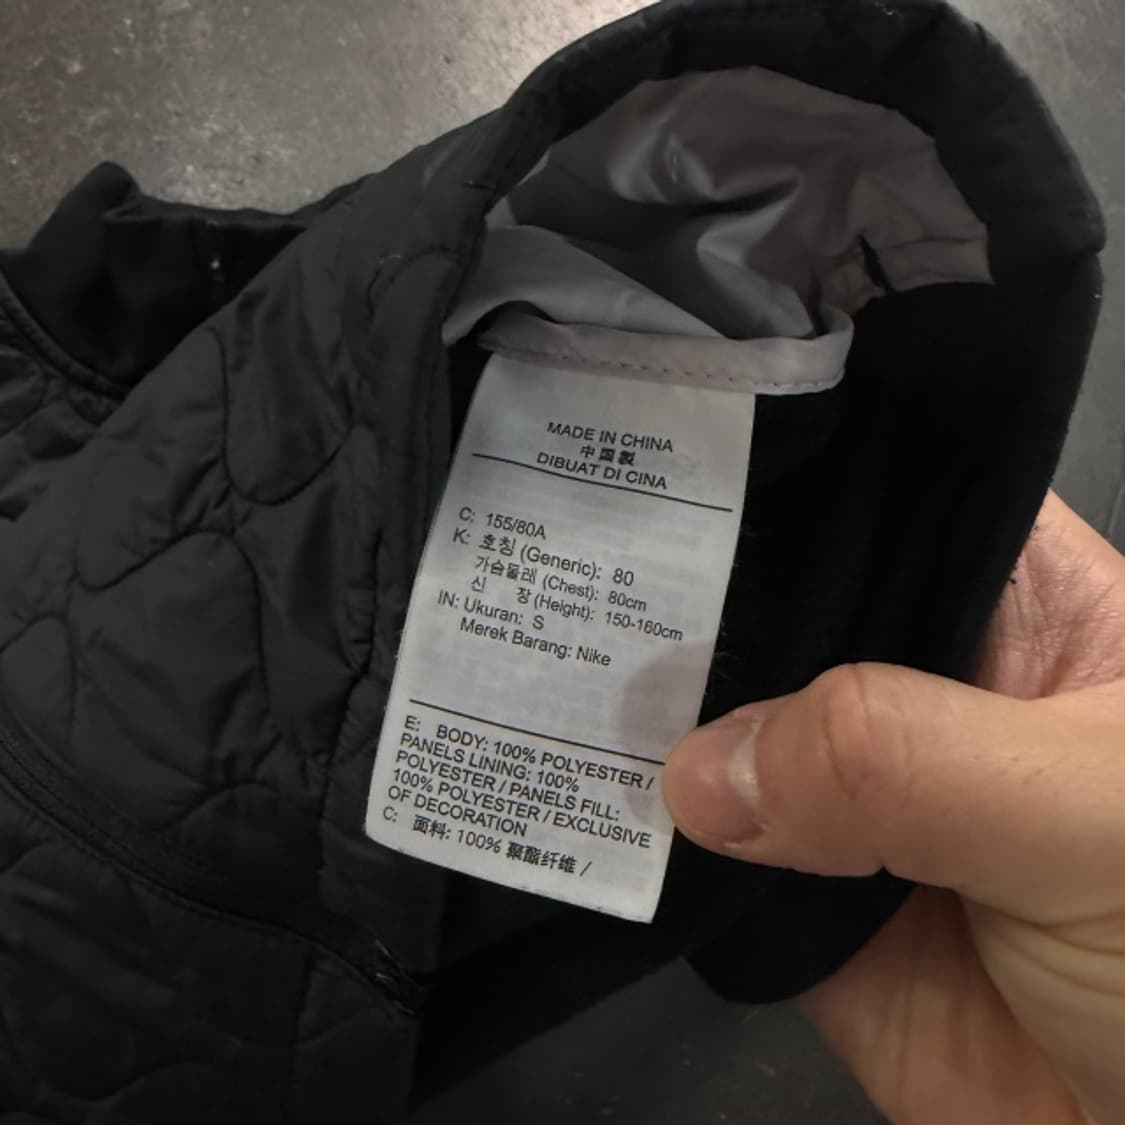 MADE IN CHINA
中国製
DIBUAT DI CINA
C: 155/80A
K: 호칭 (Generic): 80
가슴둘레 (Chest): 80cm
신 장 (Height): 150-160cm
IN: Ukuran: S
Merek Barang: Nike
E: BODY: 100% POLYESTER /
PANELS LINING: 100%
POLYESTER / PANELS FILL:
100% POLYESTER / EXCLUSIVE
OF DECORATION
C: 面料: 100% 聚酯纤维 /